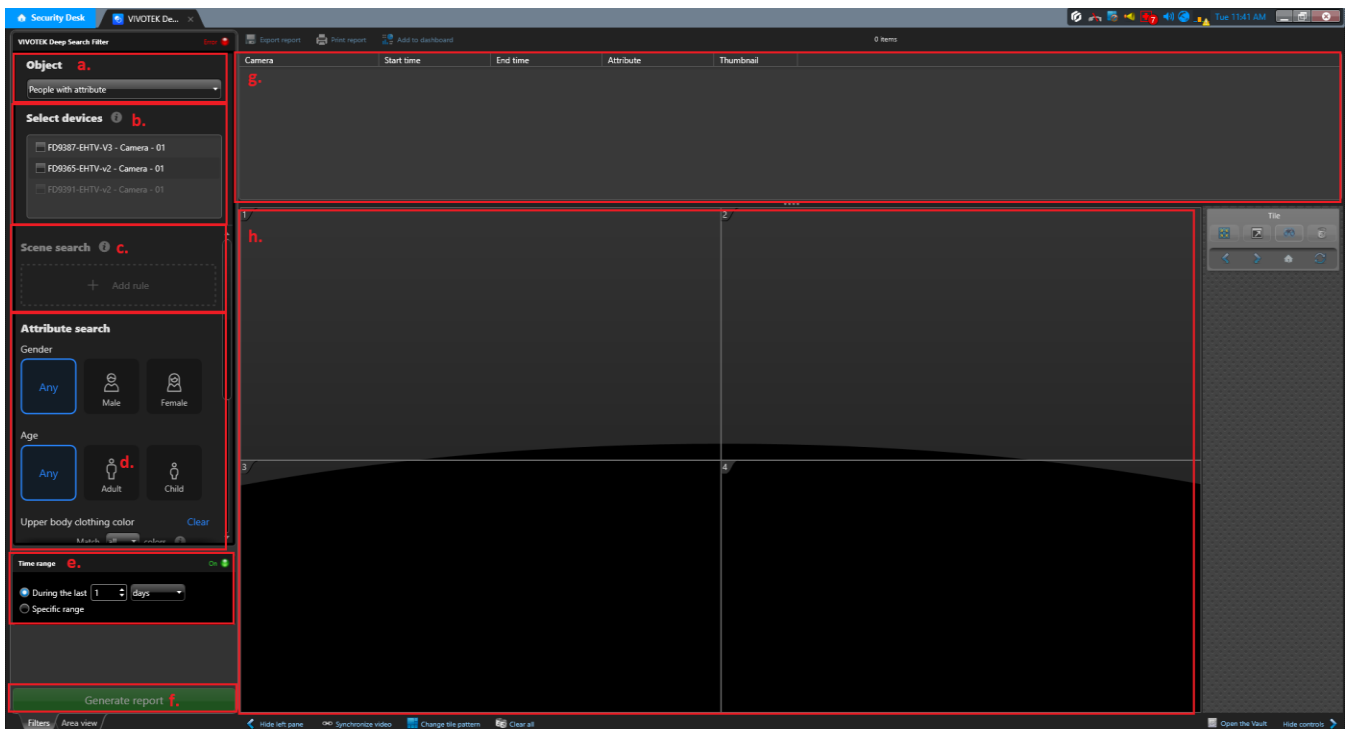 Security Desk
VIVOTEK De...
7
Tue 11:41 AM
VIVOTEK Deep Search Filter
Error
Export report
Print report
Add to dashboard
0 items
Object a.
People with attribute
Camera Start time End time Attribute Thumbnail
g.
Select devices b.
FD9387-EHTV-V3 - Camera - 01
FD9365-EHTV-v2 - Camera - 01
FD9391-EHTV-v2 - Camera - 01
1
2
h.
Tile
Scene search c.
+ Add rule
Attribute search
Gender
Any
Male
Female
Age
Any
d.
Adult
Child
3
4
Upper body clothing color Clear
Match all colors
Time range e. On
During the last 1 days
Specific range
Generate report f.
Filters Area view
Hide left pane
Synchronize video
Change tile pattern
Clear all
Open the Vault
Hide controls